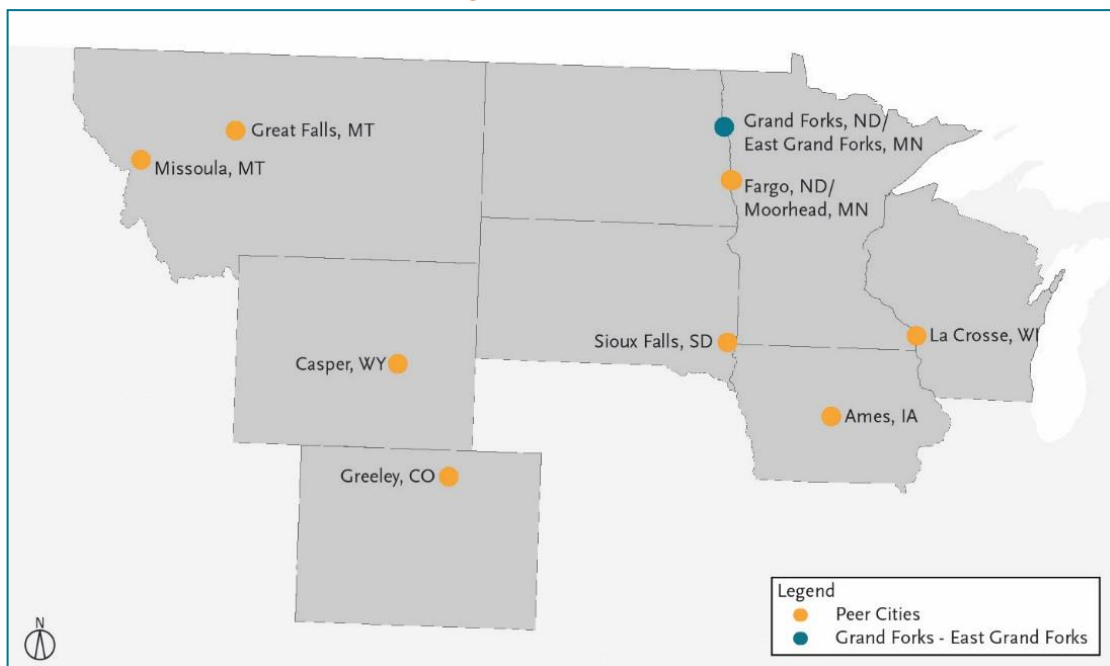 Great Falls, MT
Missoula, MT
Grand Forks, ND/
East Grand Forks, MN
Fargo, ND/
Moorhead, MN
Sioux Falls, SD
La Crosse, WI
Casper, WY
Ames, IA
Greeley, CO
Legend
Peer Cities
Grand Forks - East Grand Forks
N